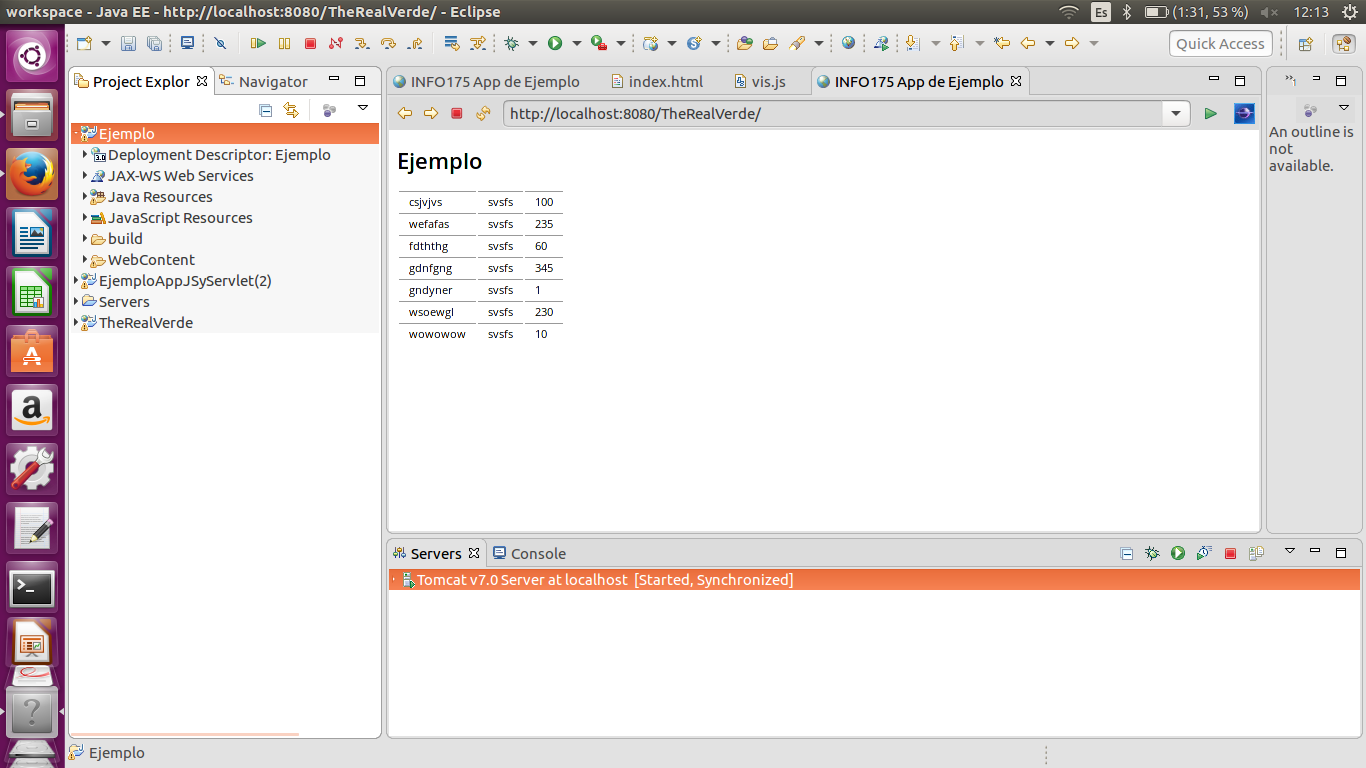 workspace - Java EE - http://localhost:8080/TheRealVerde/ - Eclipse
Es
(1:31, 53 %)
12:13
Quick Access
Project Explor
Navigator
Ejemplo
3.0 Deployment Descriptor: Ejemplo
JAX-WS Web Services
Java Resources
JavaScript Resources
build
WebContent
EjemploAppJSyServlet(2)
Servers
TheRealVerde
INFO175 App de Ejemplo
index.html
vis.js
INFO175 App de Ejemplo
http://localhost:8080/TheRealVerde/
Ejemplo
csjvjvs svsfs 100
wefafas svsfs 235
fdththg svsfs 60
gdnfgng svsfs 345
gndyner svsfs 1
wsoewgl svsfs 230
wowowow svsfs 10
»1
An outline is
not
available.
Servers
Console
Tomcat v7.0 Server at localhost [Started, Synchronized]
Ejemplo